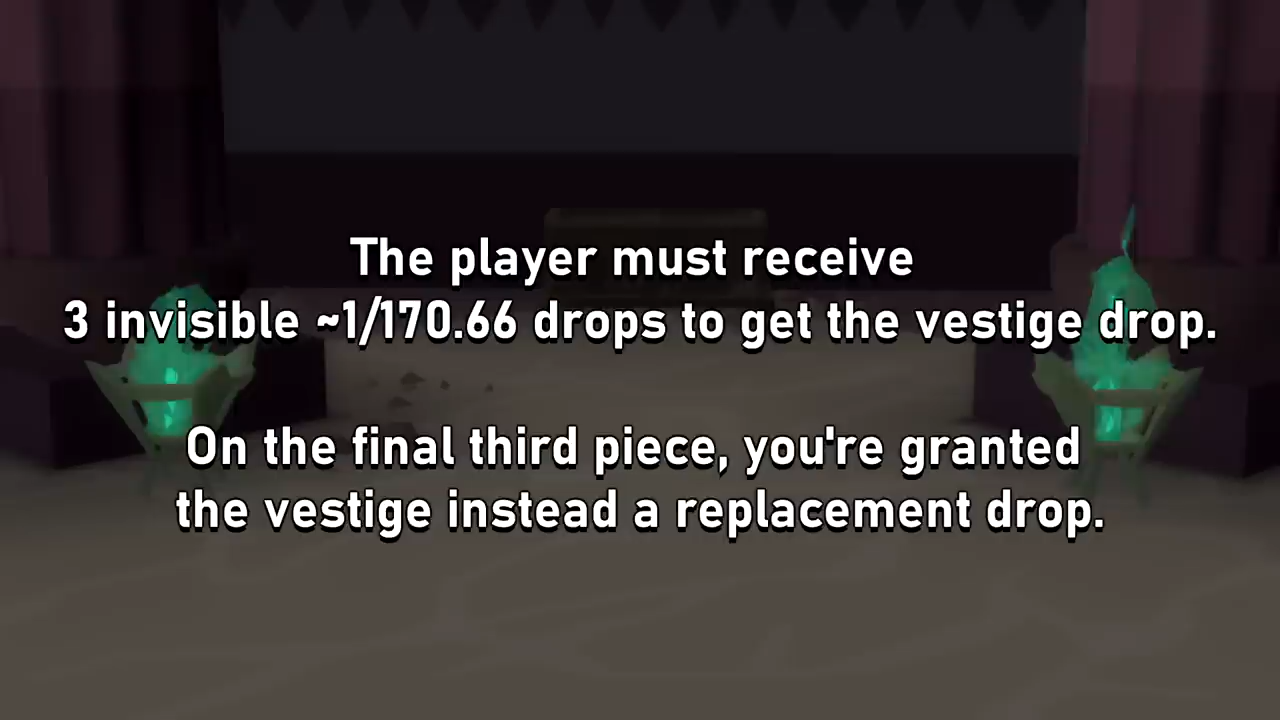 The player must receive
3 invisible ~1/170.66 drops to get the vestige drop.
On the final third piece, you're granted
the vestige instead a replacement drop.